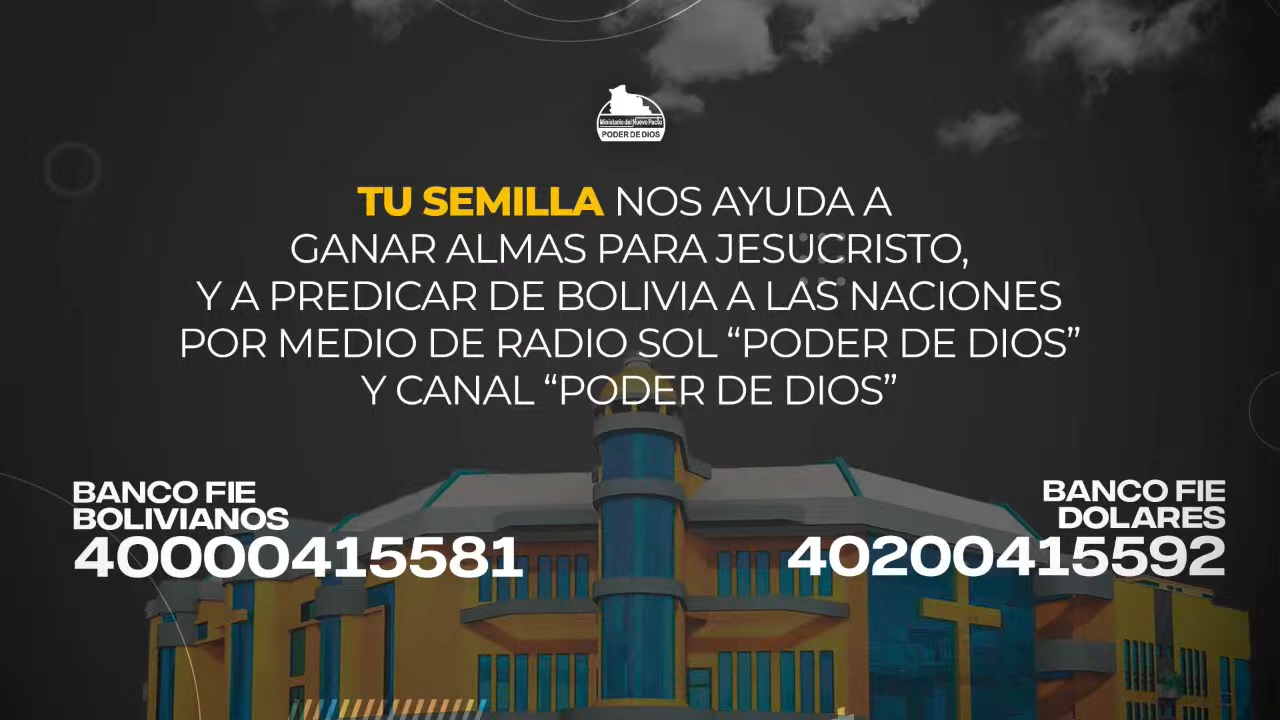 Ministerio del Nuevo Pacto
PODER DE DIOS
TU SEMILLA NOS AYUDA A
GANAR ALMAS PARA JESUCRISTO,
Y A PREDICAR DE BOLIVIA A LAS NACIONES
POR MEDIO DE RADIO SOL “PODER DE DIOS”
Y CANAL “PODER DE DIOS”
BANCO FIE
BOLIVIANOS
40000415581
BANCO FIE
DOLARES
40200415592